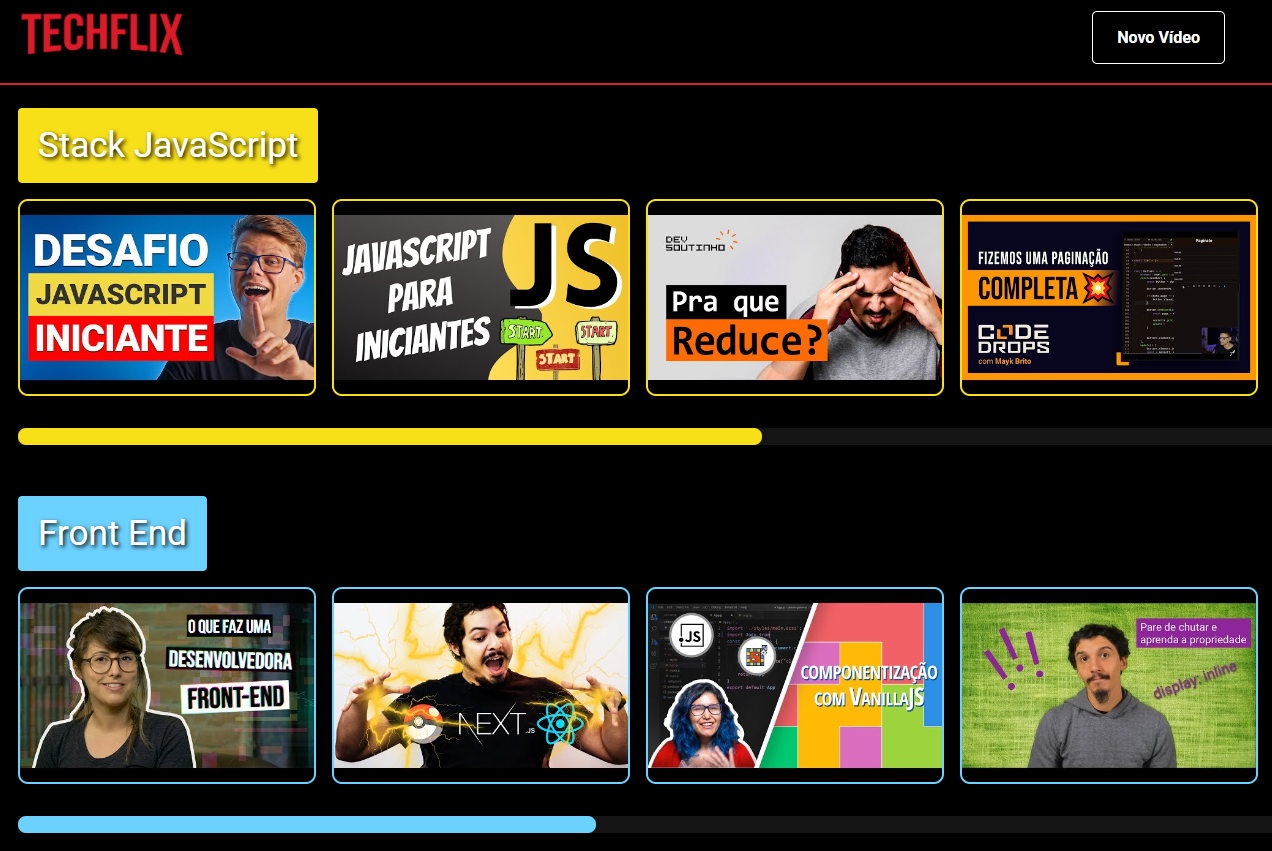 TECHFLIX
Novo Vídeo
Stack JavaScript
DESAFIO
JAVASCRIPT
INICIANTE
JAVASCRIPT
PARA
INICIANTES
JS
START
START
START
DEV
SOUTINHO
Pra que
Reduce?
FIZEMOS UMA PAGINAÇÃO
COMPLETA
CODE
DROPS
com Mayk Brito
Front End
O QUE FAZ UMA
DESENVOLVEDORA
FRONT-END
NEXT.JS
.JS
COMPONENTIZAÇÃO
COM VANILLAJS
!!!
Pare de chutar e
aprenda a propriedade
display: inline